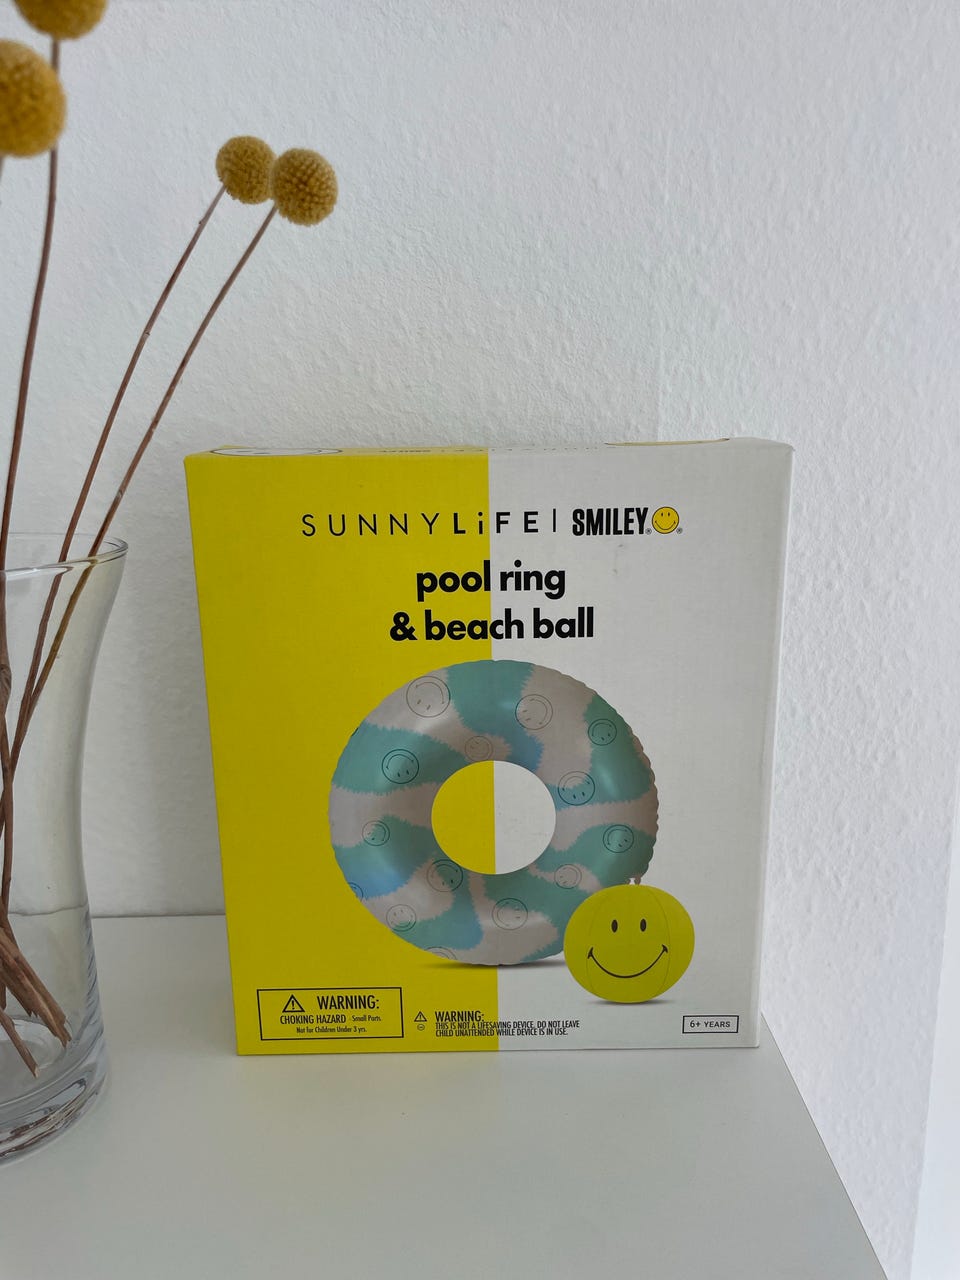 SUNNYLiFE | SMILEY®
pool ring
& beach ball
WARNING:
CHOKING HAZARD - Small Parts.
Not for Children Under 3 yrs.
WARNING:
THIS IS NOT A LIFESAVING DEVICE. DO NOT LEAVE
CHILD UNATTENDED WHILE DEVICE IS IN USE.
6+ YEARS